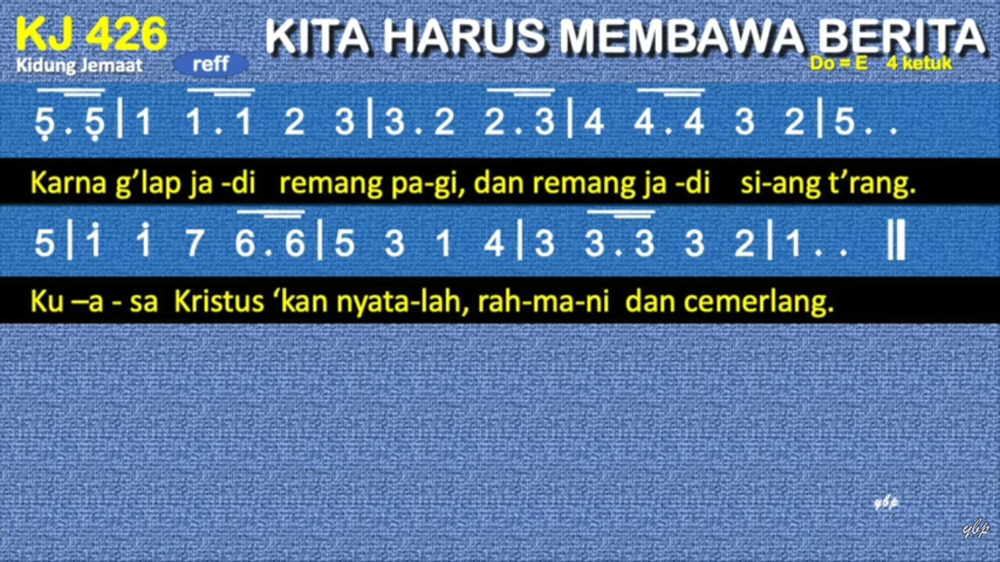 KJ 426 KITA HARUS MEMBAWA BERITA
Kidung Jemaat reff Do = E 4 ketuk
5̣ . 5̣ | 1 1 . 1 2 3 | 3 . 2 2 . 3 | 4 4 . 4 3 2 | 5 . .
Karna g’lap ja -di remang pa-gi, dan remang ja -di si-ang t’rang.
5 | 1̇ 1̇ 7 6 . 6 | 5 3 1 4 | 3 3 . 3 3 2 | 1 . . ||
Ku –a - sa Kristus ‘kan nyata-lah, rah-ma-ni dan cemerlang.
ybp
ybp